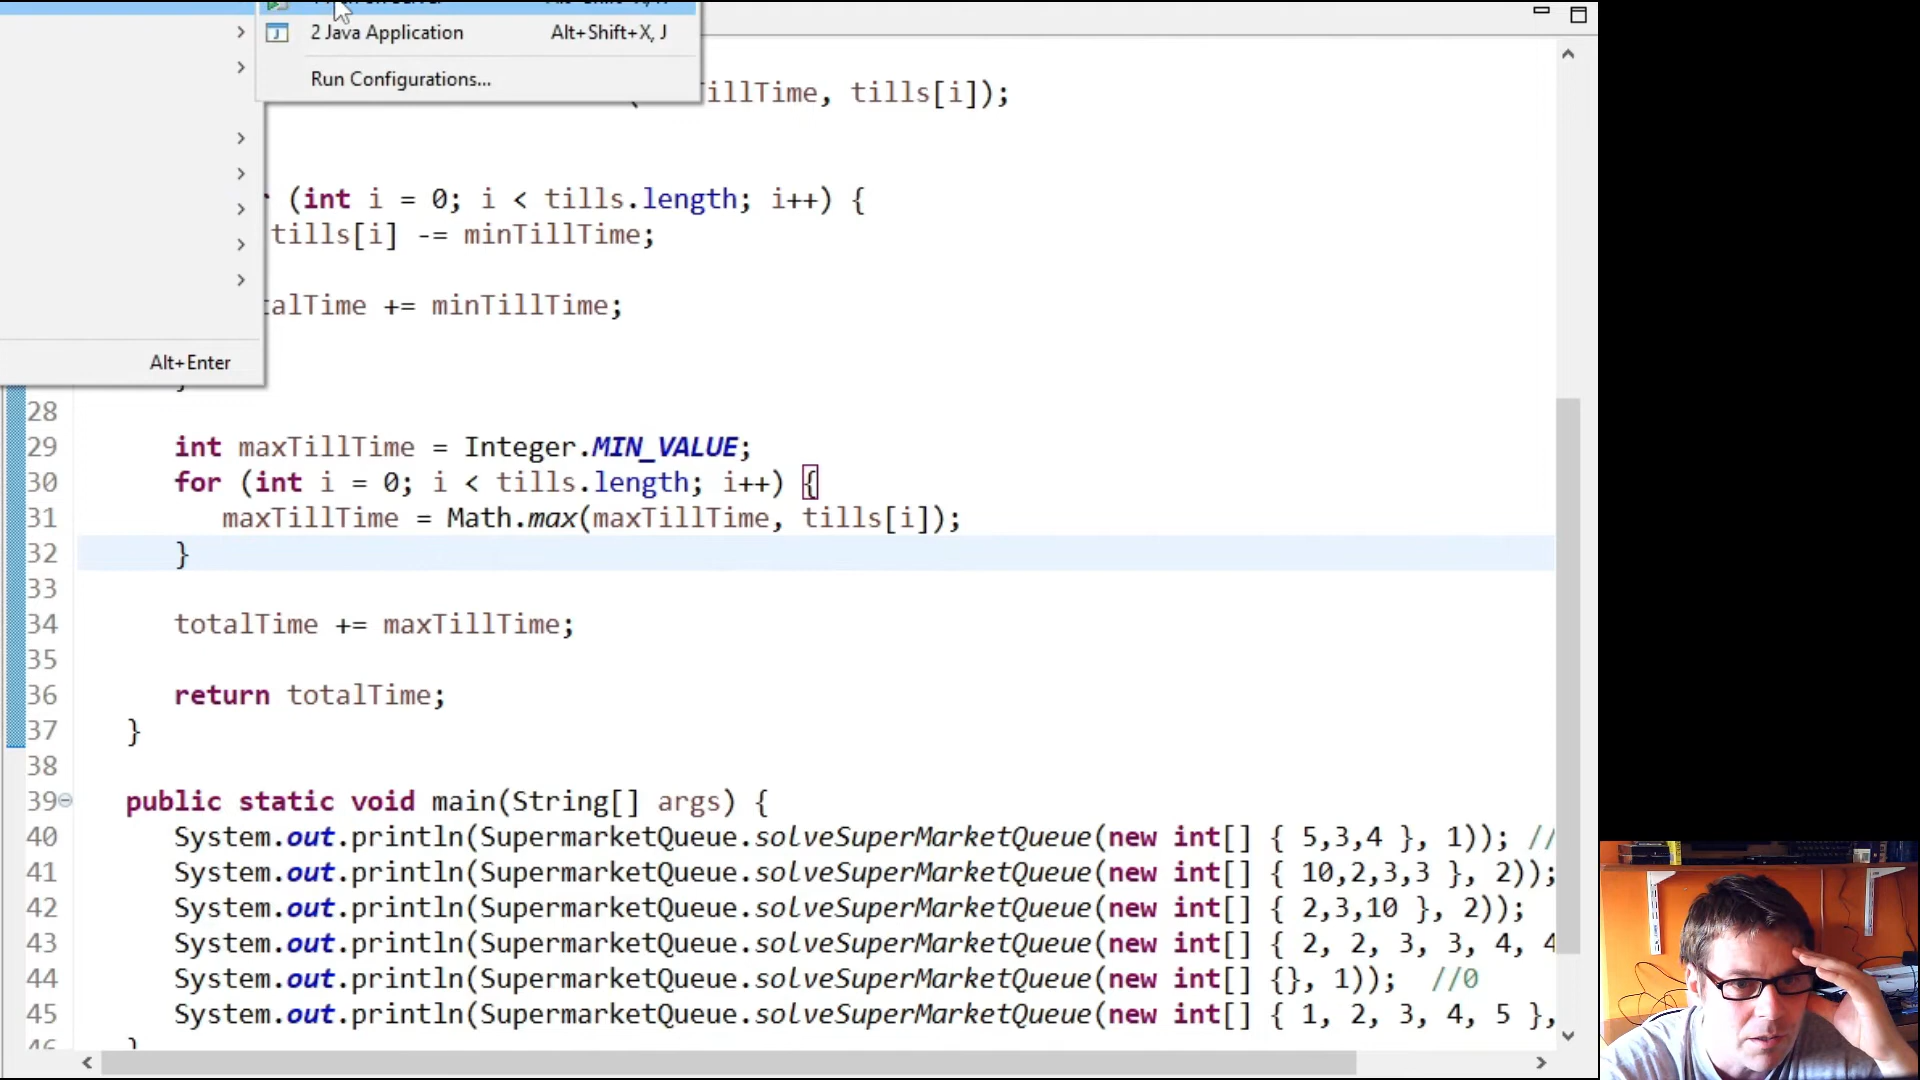 2 Java Application Alt+Shift+X, J
Run Configurations...
illTime, tills[i]);
(int i = 0; i < tills.length; i++) {
tills[i] -= minTillTime;
alTime += minTillTime;
Alt+Enter
28
29 int maxTillTime = Integer.MIN_VALUE;
30 for (int i = 0; i < tills.length; i++) {
31 maxTillTime = Math.max(maxTillTime, tills[i]);
32 }
33
34 totalTime += maxTillTime;
35
36 return totalTime;
37 }
38
39 public static void main(String[] args) {
40 System.out.println(SupermarketQueue.solveSuperMarketQueue(new int[] { 5,3,4 }, 1)); //
41 System.out.println(SupermarketQueue.solveSuperMarketQueue(new int[] { 10,2,3,3 }, 2));
42 System.out.println(SupermarketQueue.solveSuperMarketQueue(new int[] { 2,3,10 }, 2));
43 System.out.println(SupermarketQueue.solveSuperMarketQueue(new int[] { 2, 2, 3, 3, 4, 4
44 System.out.println(SupermarketQueue.solveSuperMarketQueue(new int[] {}, 1)); //0
45 System.out.println(SupermarketQueue.solveSuperMarketQueue(new int[] { 1, 2, 3, 4, 5 },